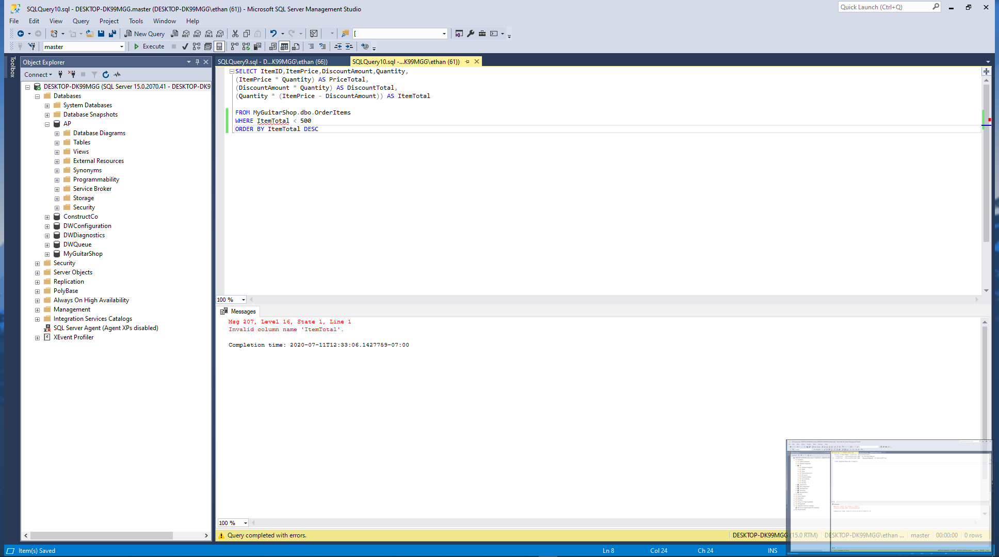 SQLQuery10.sql - DESKTOP-DK99MGG.master (DESKTOP-DK99MGG\ethan (61)) - Microsoft SQL Server Management Studio
Quick Launch (Ctrl+Q)
File Edit View Query Project Tools Window Help
New Query MDX DMX XMLA DAX [
master Execute
Toolbox
Object Explorer
Connect
DESKTOP-DK99MGG (SQL Server 15.0.2070.41 - DESKTOP-DK9
Databases
System Databases
Database Snapshots
AP
Database Diagrams
Tables
Views
External Resources
Synonyms
Programmability
Service Broker
Storage
Security
ConstructCo
DWConfiguration
DWDiagnostics
DWQueue
MyGuitarShop
Security
Server Objects
Replication
PolyBase
Always On High Availability
Management
Integration Services Catalogs
SQL Server Agent (Agent XPs disabled)
XEvent Profiler
SQLQuery9.sql - D...K99MGG\ethan (66)) SQLQuery10.sql -...K99MGG\ethan (61))
SELECT ItemID,ItemPrice,DiscountAmount,Quantity,
(ItemPrice * Quantity) AS PriceTotal,
(DiscountAmount * Quantity) AS DiscountTotal,
(Quantity * (ItemPrice - DiscountAmount)) AS ItemTotal
FROM MyGuitarShop.dbo.OrderItems
WHERE ItemTotal < 500
ORDER BY ItemTotal DESC
100 %
Messages
Msg 207, Level 16, State 1, Line 1
Invalid column name 'ItemTotal'.
Completion time: 2020-07-11T12:33:06.1427759-07:00
100 %
Query completed with errors. DESKTOP-DK99MGG (15.0 RTM) DESKTOP-DK99MGG\ethan ... master 00:00:00 0 rows
Item(s) Saved Ln 8 Col 24 Ch 24 INS